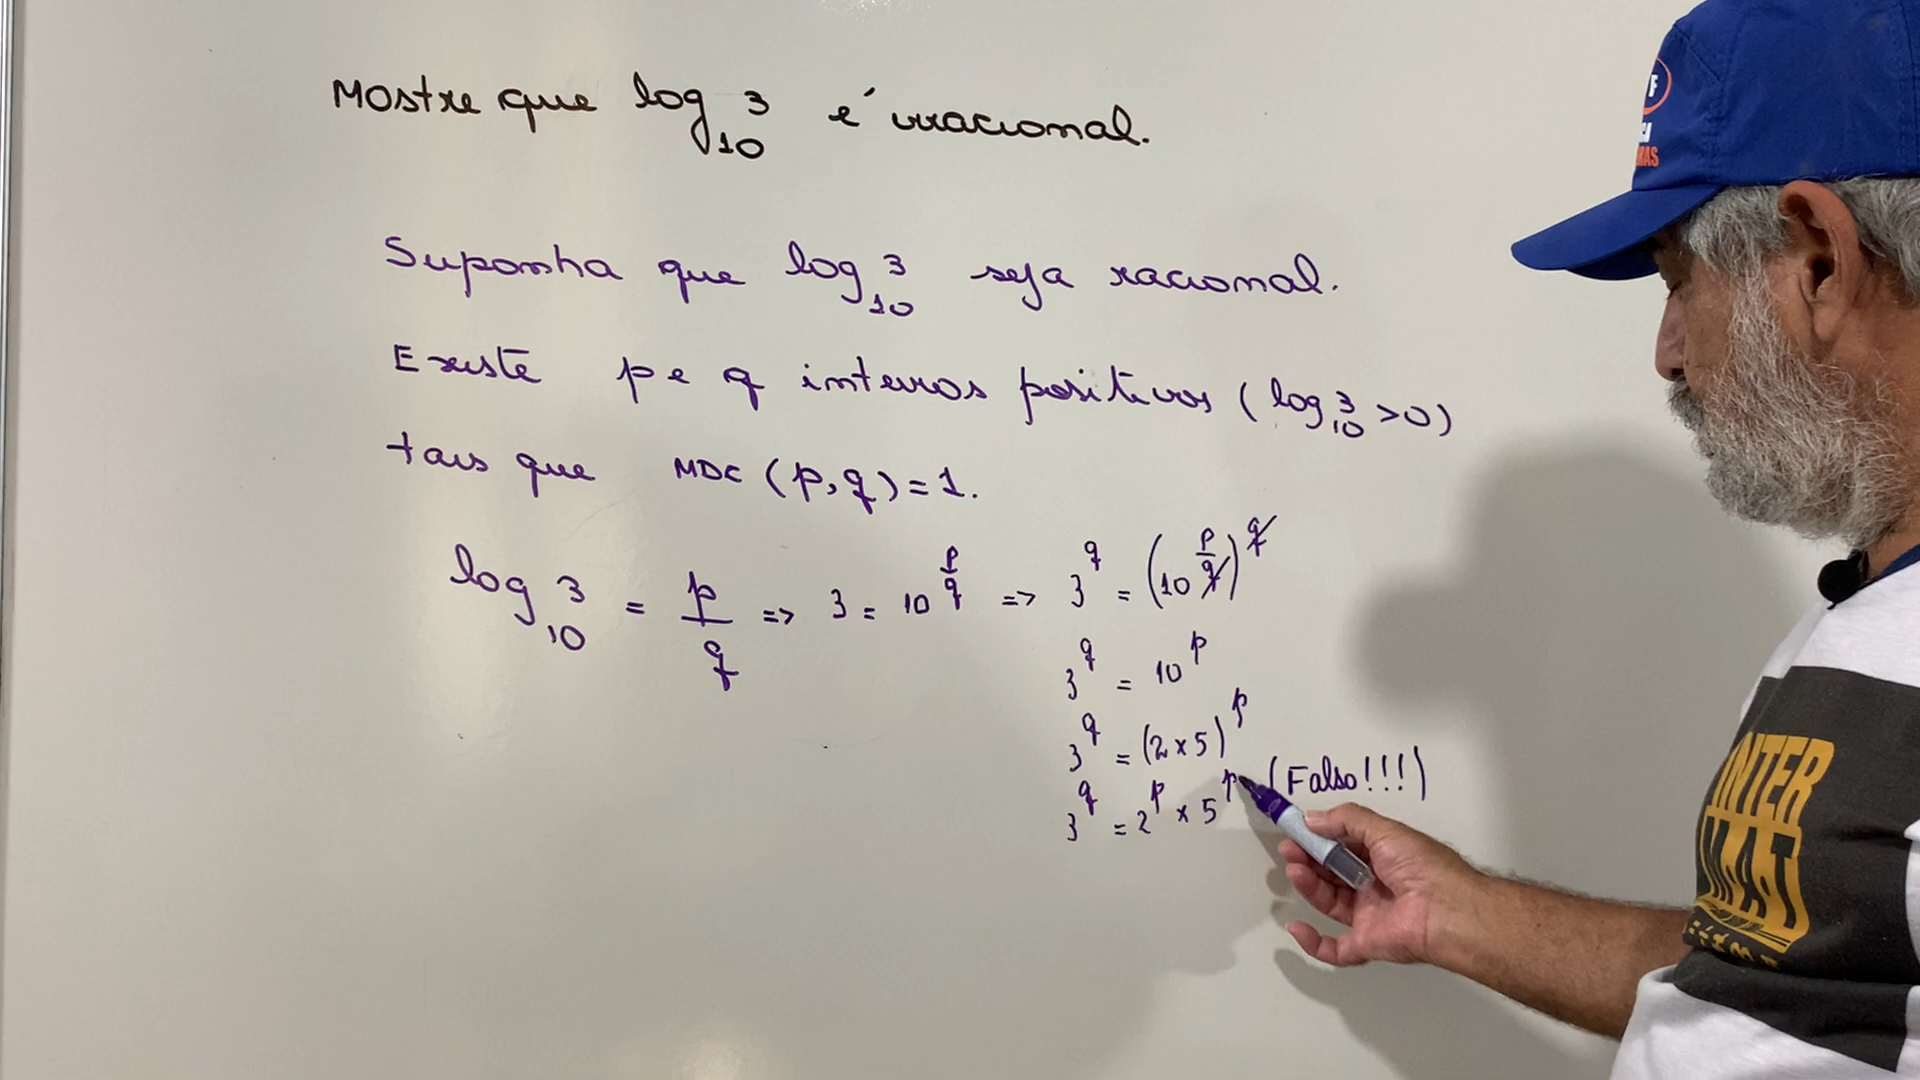 Mostre que log₁₀ 3 é irracional.
Suponha que log₁₀ 3 seja racional.
Existe p e q inteiros positivos (log₁₀ 3 > 0)
tais que MDC (p, q) = 1.
log₁₀ 3 = p/q => 3 = 10^(p/q) => 3^q = (10^(p/q))^q
3^q = 10^p
3^q = (2 × 5)^p
3^q = 2^p × 5^p (Falso!!!)
F
INTER